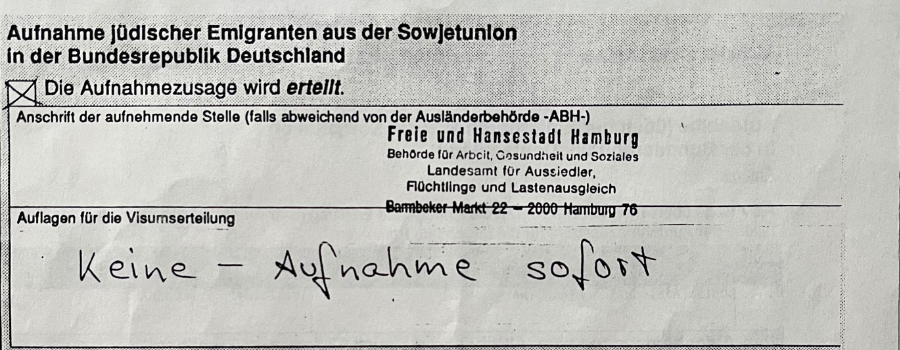 Aufnahme jüdischer Emigranten aus der Sowjetunion
in der Bundesrepublik Deutschland
Die Aufnahmezusage wird erteilt.
Anschrift der aufnehmende Stelle (falls abweichend von der Ausländerbehörde -ABH-)
Freie und Hansestadt Hamburg
Behörde für Arbeit, Gesundheit und Soziales
Landesamt für Aussiedler,
Flüchtlinge und Lastenausgleich
Barmbeker Markt 22 – 2000 Hamburg 76
Auflagen für die Visumserteilung
Keine – Aufnahme sofort